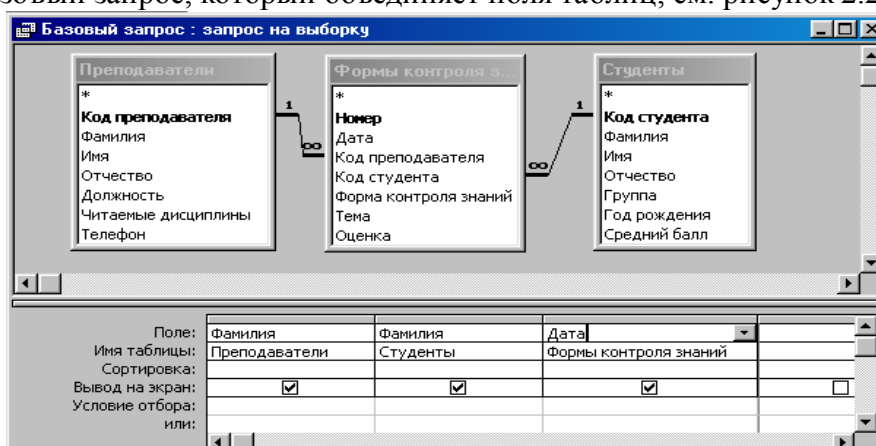 зовый запрос, который объединяет поля таблиц, см. рисунок 2.2
Базовый запрос : запрос на выборку
Преподаватели
*
Код преподавателя
Фамилия
Имя
Отчество
Должность
Читаемые дисциплины
Телефон
1
∞
Формы контроля з...
*
Номер
Дата
Код преподавателя
Код студента
Форма контроля знаний
Тема
Оценка
1
∞
Студенты
*
Код студента
Фамилия
Имя
Отчество
Группа
Год рождения
Средний балл
Поле: Фамилия Фамилия Дата
Имя таблицы: Преподаватели Студенты Формы контроля знаний
Сортировка:
Вывод на экран:
Условие отбора:
или: